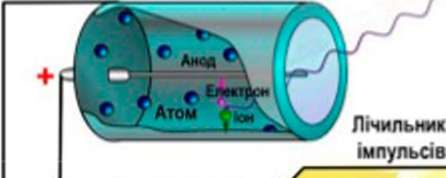 +
Анод
Електрон
Атом
Іон
Лічильник
імпульсів